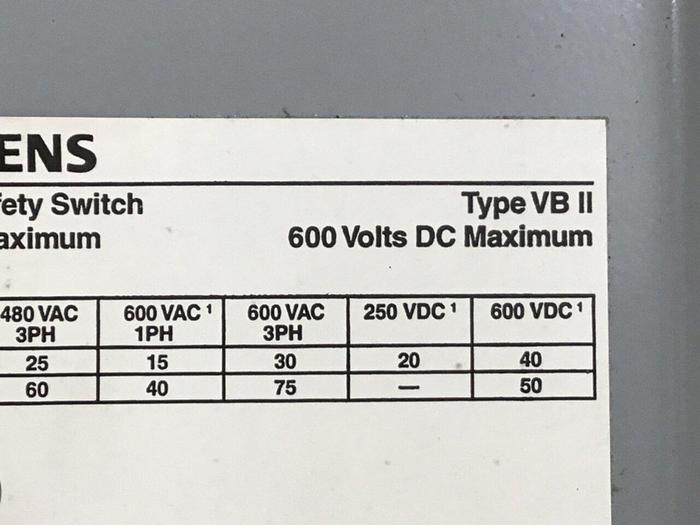 ENS
fety Switch Type VB II
aximum 600 Volts DC Maximum
480 VAC 600 VAC ¹ 600 VAC 250 VDC ¹ 600 VDC ¹
3PH 1PH 3PH
25 15 30 20 40
60 40 75 — 50